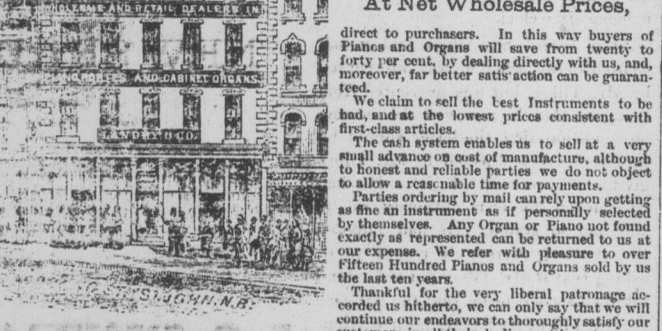 WHOLESALE AND RETAIL DEALERS IN
PIANOFORTES AND CABINET ORGANS
LANDRY & CO.
ST. JOHN. N.B.
At Net Wholesale Prices,
direct to purchasers. In this way buyers of
Pianos and Organs will save from twenty to
forty per cent. by dealing directly with us, and,
moreover, far better satisfaction can be guaran-
teed.
We claim to sell the best Instruments to be
had, and at the lowest prices consistent with
first-class articles.
The cash system enables us to sell at a very
small advance on cost of manufacture, although
to honest and reliable parties we do not object
to allow a reasonable time for payments.
Parties ordering by mail can rely upon getting
as fine an instrument as if personally selected
by themselves. Any Organ or Piano not found
exactly as represented can be returned to us at
our expense. We refer with pleasure to over
Fifteen Hundred Pianos and Organs sold by us
the last ten years.
Thankful for the very liberal patronage ac-
corded us hitherto, we can only say that we will
continue our endeavors to thoroughly satisfy our